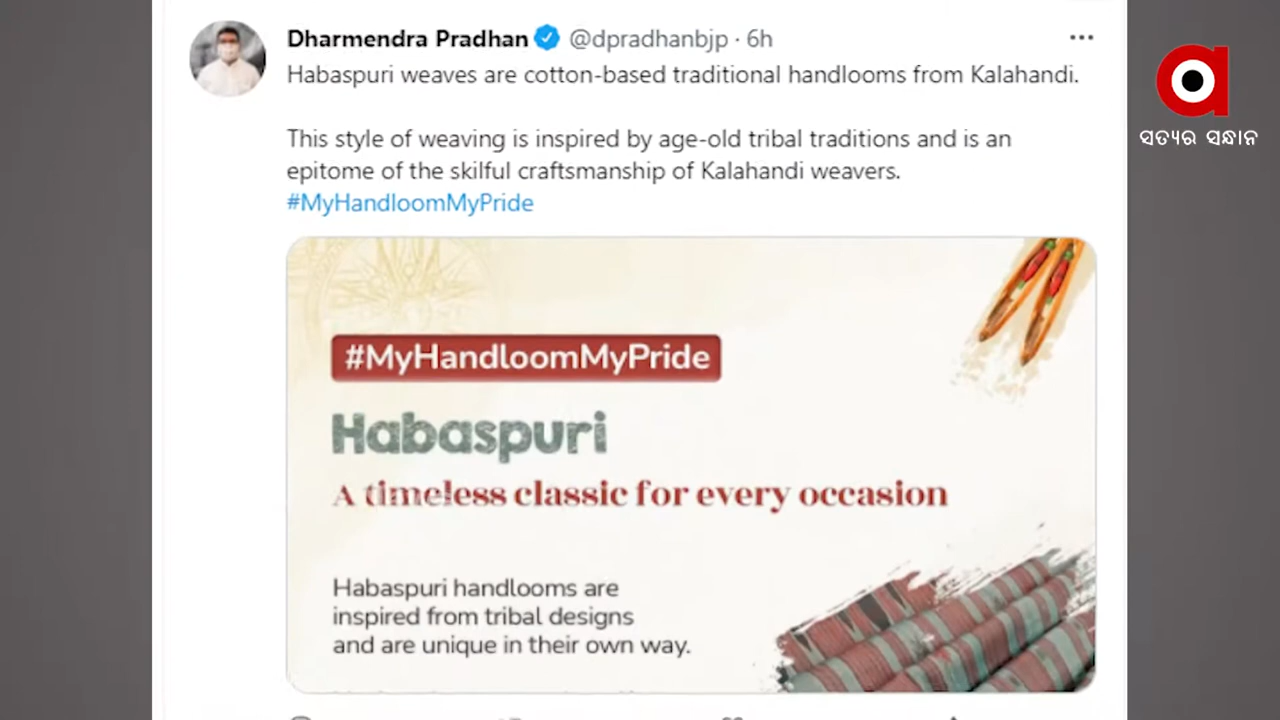 Dharmendra Pradhan @dpradhanbjp · 6h
Habaspuri weaves are cotton-based traditional handlooms from Kalahandi.
This style of weaving is inspired by age-old tribal traditions and is an
epitome of the skilful craftsmanship of Kalahandi weavers.
#MyHandloomMyPride
#MyHandloomMyPride
Habaspuri
A timeless classic for every occasion
Habaspuri handlooms are
inspired from tribal designs
and are unique in their own way.
ସତ୍ୟର ସନ୍ଧାନ